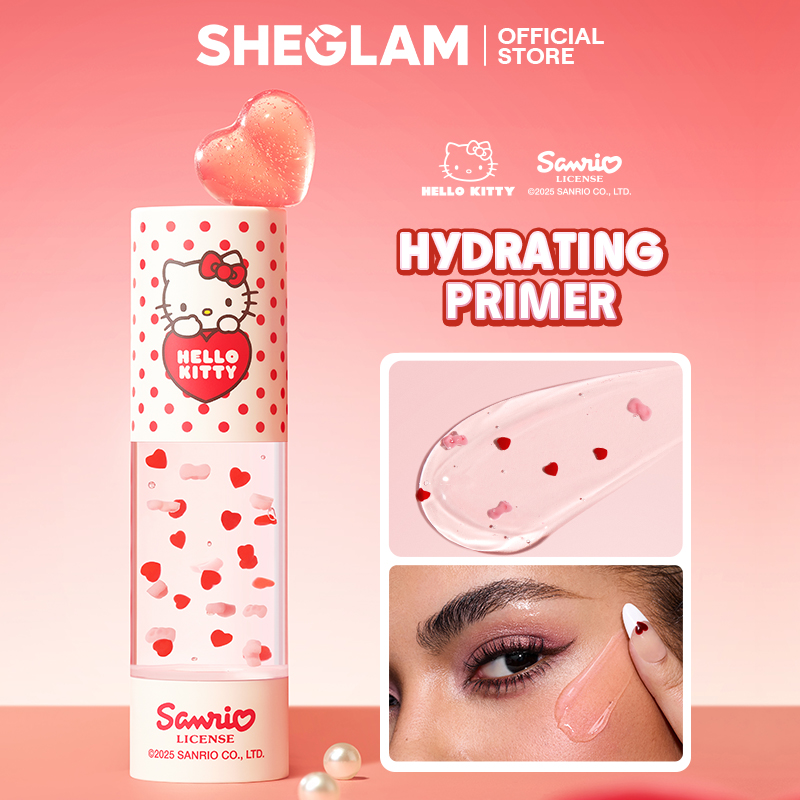 SHEGLAM
OFFICIAL
STORE
HELLO KITTY
Sanrio
LICENSE
©2025 SANRIO CO., LTD.
HYDRATING
PRIMER
HELLO
KITTY
Sanrio
LICENSE
©2025 SANRIO CO., LTD.